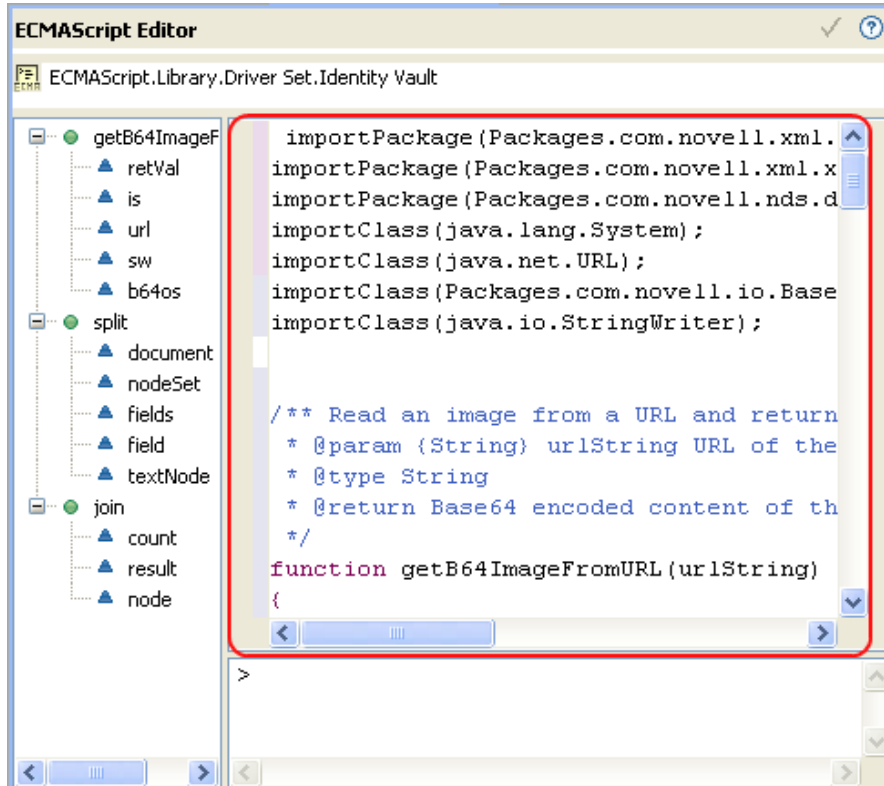 ECMAScript Editor
ECMA
ECMAScript.Library.Driver Set.Identity Vault
getB64ImageF
retVal
is
url
sw
b64os
split
document
nodeSet
fields
field
textNode
join
count
result
node
importPackage(Packages.com.novell.xml.
importPackage(Packages.com.novell.xml.x
importPackage(Packages.com.novell.nds.d
importClass(java.lang.System);
importClass(java.net.URL);
importClass(Packages.com.novell.io.Base
importClass(java.io.StringWriter);
/** Read an image from a URL and return
* @param {String} urlString URL of the
* @type String
* @return Base64 encoded content of th
*/
function getB64ImageFromURL(urlString)
{
>